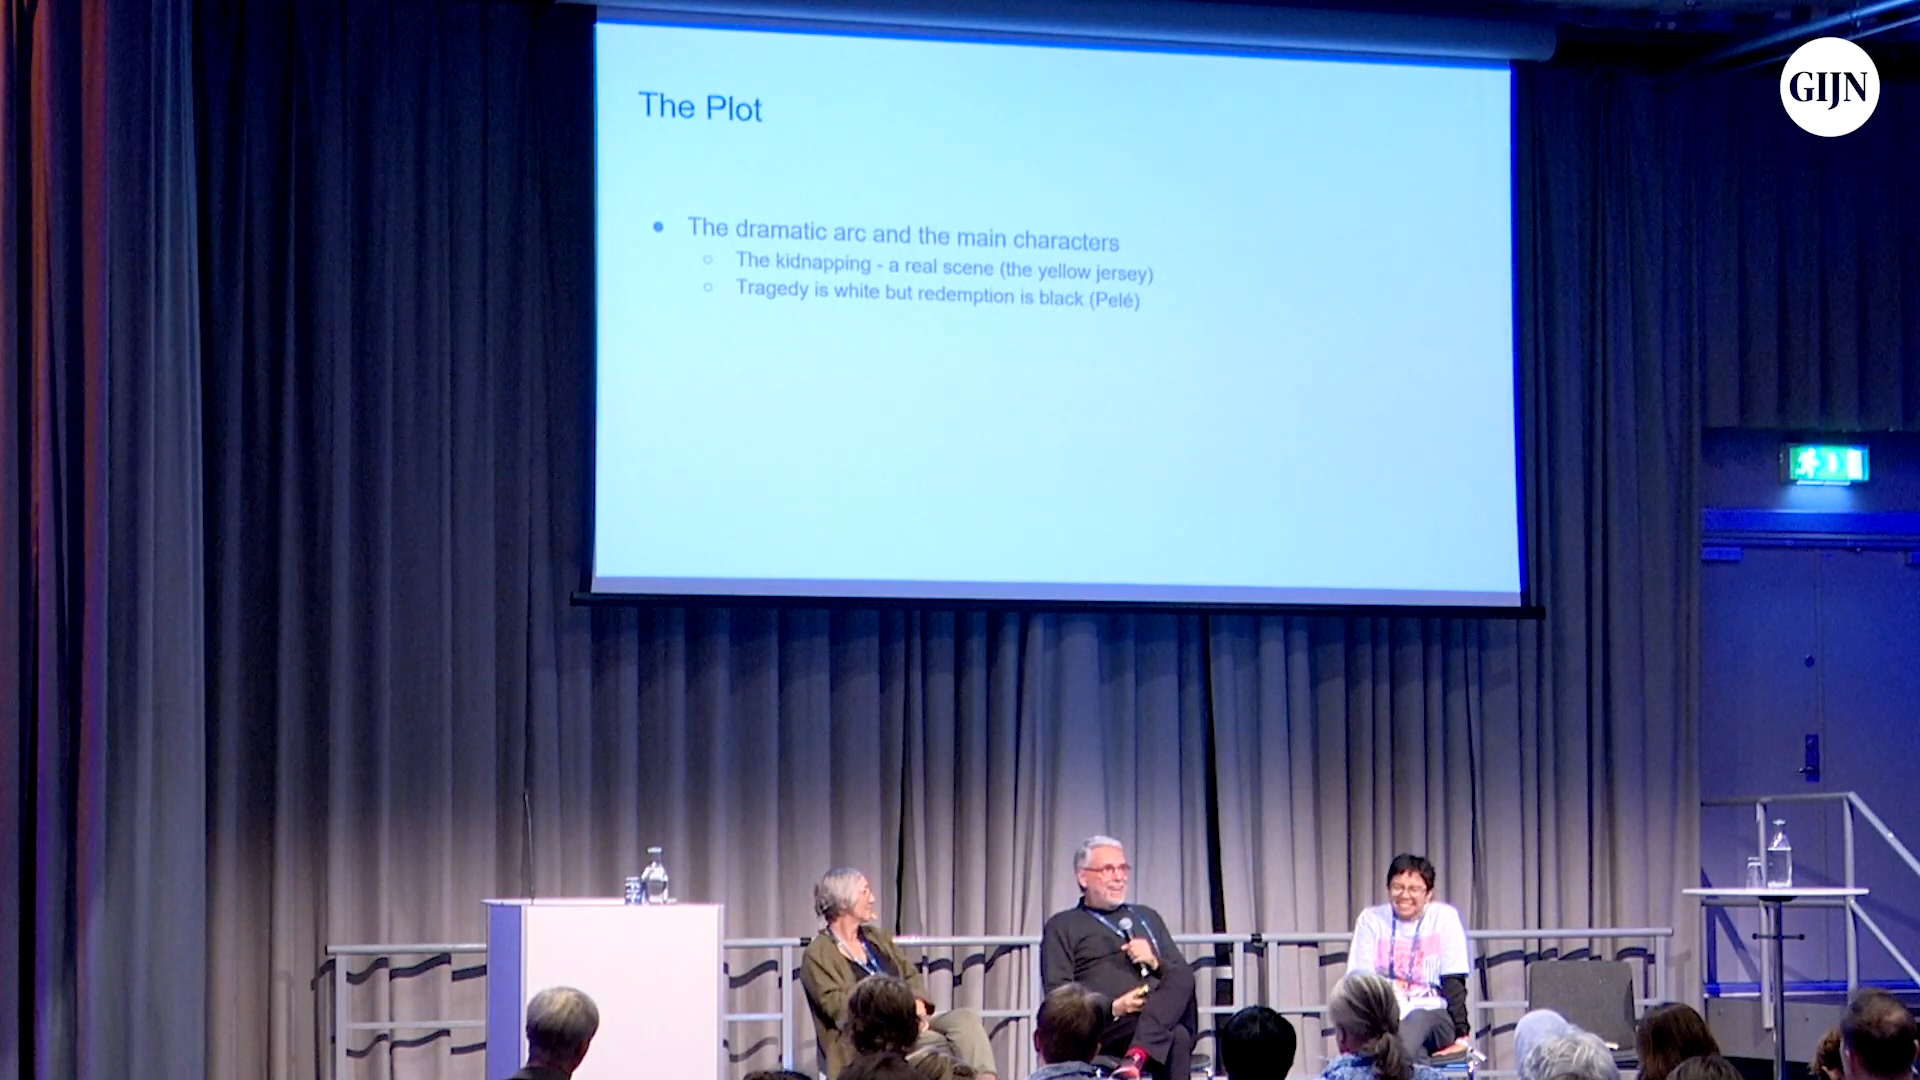 GIJN
The Plot
● The dramatic arc and the main characters
○ The kidnapping - a real scene (the yellow jersey)
○ Tragedy is white but redemption is black (Pelé)